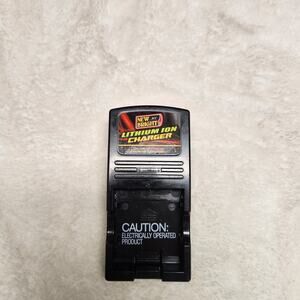 NEW
BRIGHT
LITHIUM ION
CHARGER
CAUTION:
ELECTRICALLY OPERATED
PRODUCT